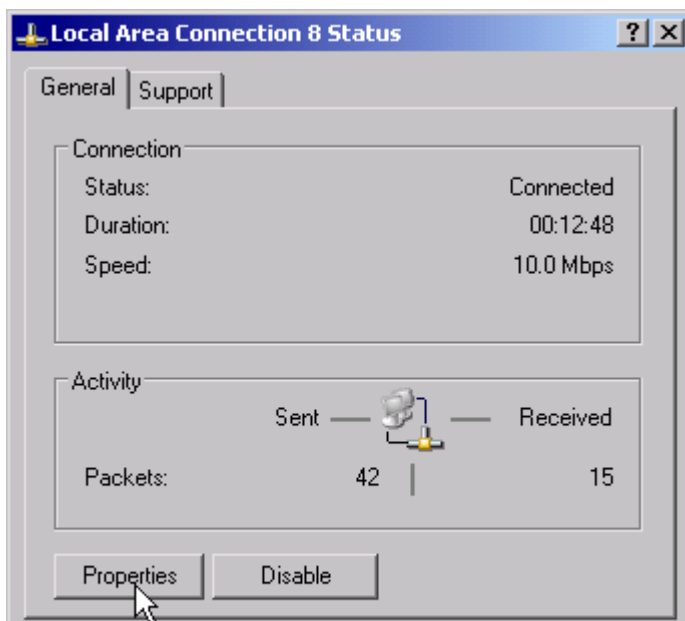 Local Area Connection 8 Status
General Support
Connection
Status: Connected
Duration: 00:12:48
Speed: 10.0 Mbps
Activity
Sent Received
Packets: 42 15
Properties Disable